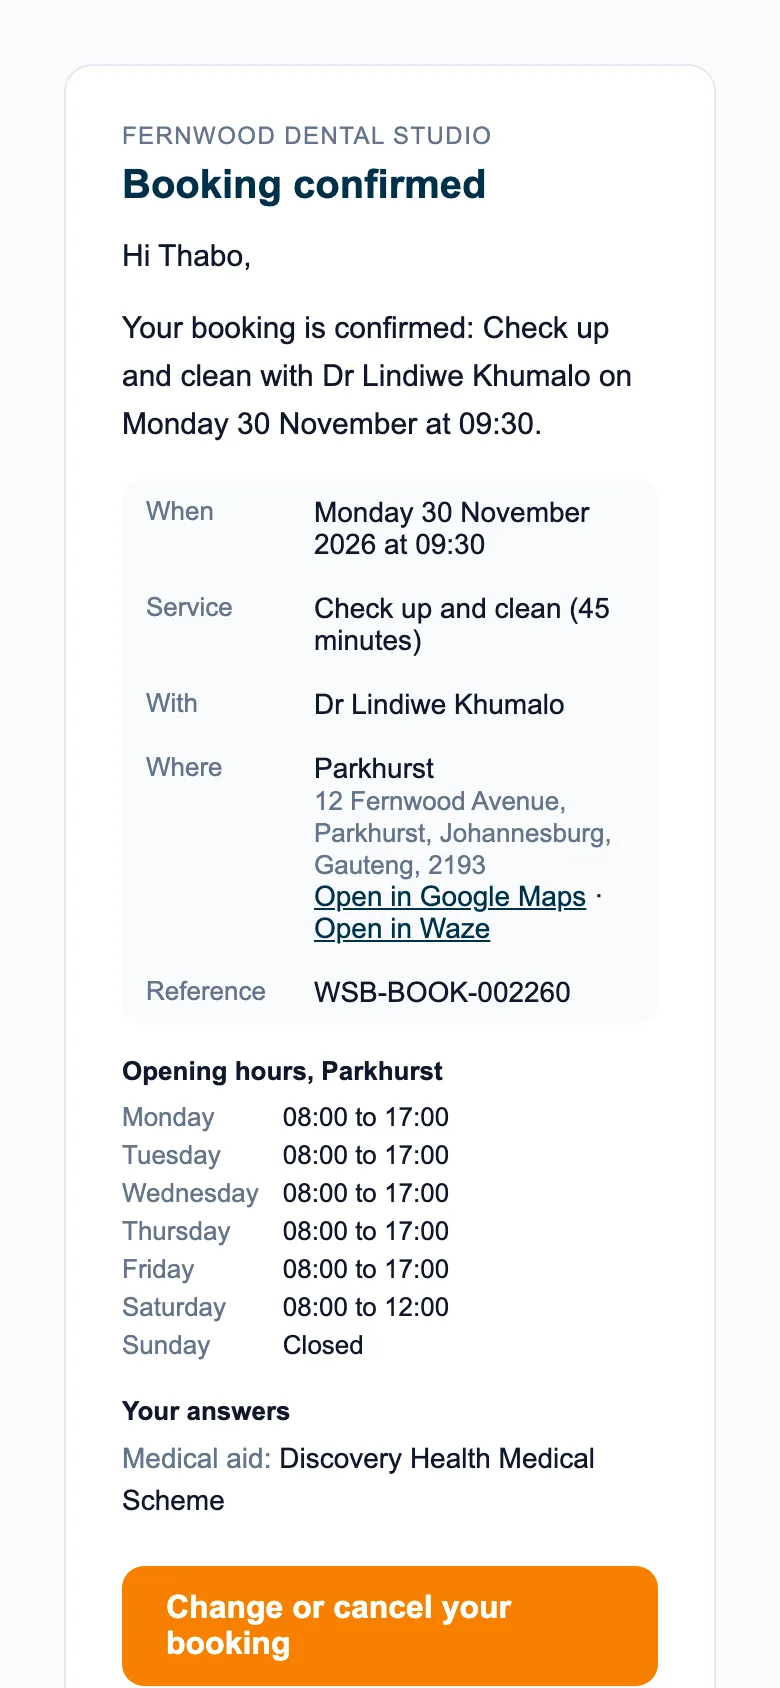 FERNWOOD DENTAL STUDIO
Booking confirmed
Hi Thabo,
Your booking is confirmed: Check up
and clean with Dr Lindiwe Khumalo on
Monday 30 November at 09:30.
When Monday 30 November
2026 at 09:30
Service Check up and clean (45
minutes)
With Dr Lindiwe Khumalo
Where Parkhurst
12 Fernwood Avenue,
Parkhurst, Johannesburg,
Gauteng, 2193
Open in Google Maps ·
Open in Waze
Reference WSB-BOOK-002260
Opening hours, Parkhurst
Monday 08:00 to 17:00
Tuesday 08:00 to 17:00
Wednesday 08:00 to 17:00
Thursday 08:00 to 17:00
Friday 08:00 to 17:00
Saturday 08:00 to 12:00
Sunday Closed
Your answers
Medical aid: Discovery Health Medical
Scheme
Change or cancel your
booking